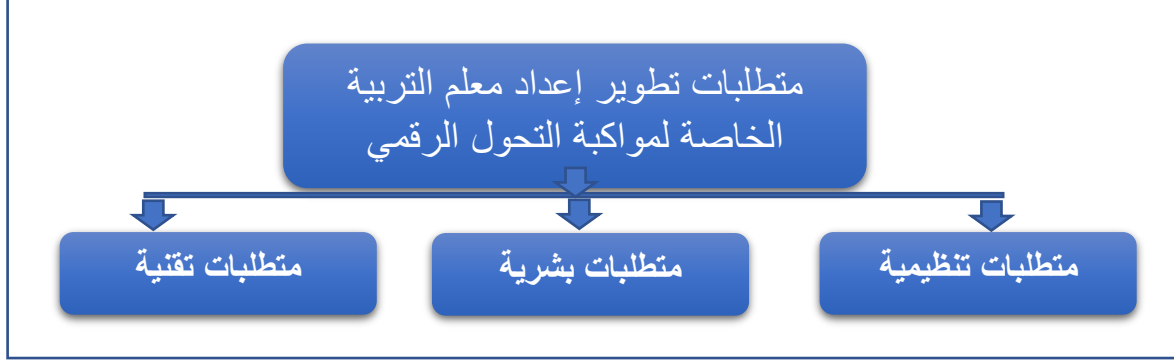 متطلبات تطوير إعداد معلم التربية
الخاصة لمواكبة التحول الرقمي
متطلبات تنظيمية
متطلبات بشرية
متطلبات تقنية